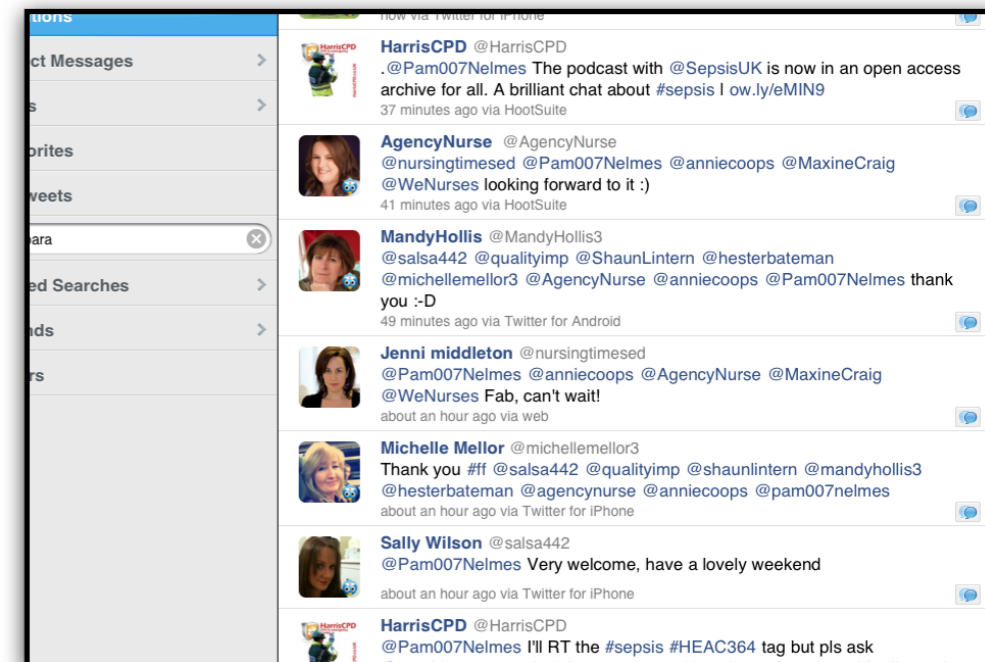 tions
now via Twitter for iPhone
ct Messages
s
orites
weets
para
ed Searches
nds
rs
HarrisCPD @HarrisCPD
.@Pam007Nelmes The podcast with @SepsisUK is now in an open access
archive for all. A brilliant chat about #sepsis I ow.ly/eMIN9
37 minutes ago via HootSuite
AgencyNurse @AgencyNurse
@nursingtimesed @Pam007Nelmes @anniecoops @MaxineCraig
@WeNurses looking forward to it :)
41 minutes ago via HootSuite
MandyHollis @MandyHollis3
@salsa442 @qualityimp @ShaunLintern @hesterbateman
@michellemellor3 @AgencyNurse @anniecoops @Pam007Nelmes thank
you :-D
49 minutes ago via Twitter for Android
Jenni middleton @nursingtimesed
@Pam007Nelmes @anniecoops @AgencyNurse @MaxineCraig
@WeNurses Fab, can't wait!
about an hour ago via web
Michelle Mellor @michellemellor3
Thank you #ff @salsa442 @qualityimp @shaunlintern @mandyhollis3
@hesterbateman @agencynurse @anniecoops @pam007nelmes
about an hour ago via Twitter for iPhone
Sally Wilson @salsa442
@Pam007Nelmes Very welcome, have a lovely weekend
about an hour ago via Twitter for iPhone
HarrisCPD @HarrisCPD
@Pam007Nelmes I'll RT the #sepsis #HEAC364 tag but pls ask